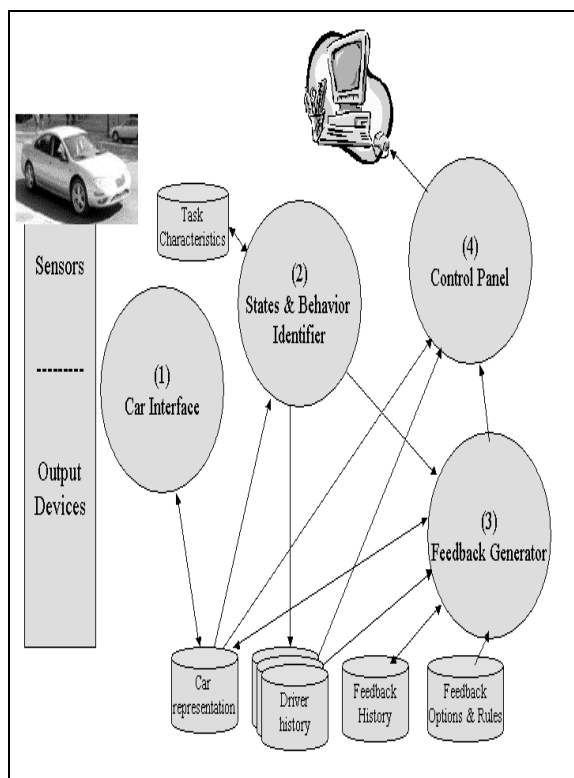 Sensors
Output
Devices
(1)
Car Interface
Task
Characteristics
(2)
States & Behavior
Identifier
(4)
Control Panel
(3)
Feedback Generator
Car
representation
Driver
history
Feedback
History
Feedback
Options & Rules